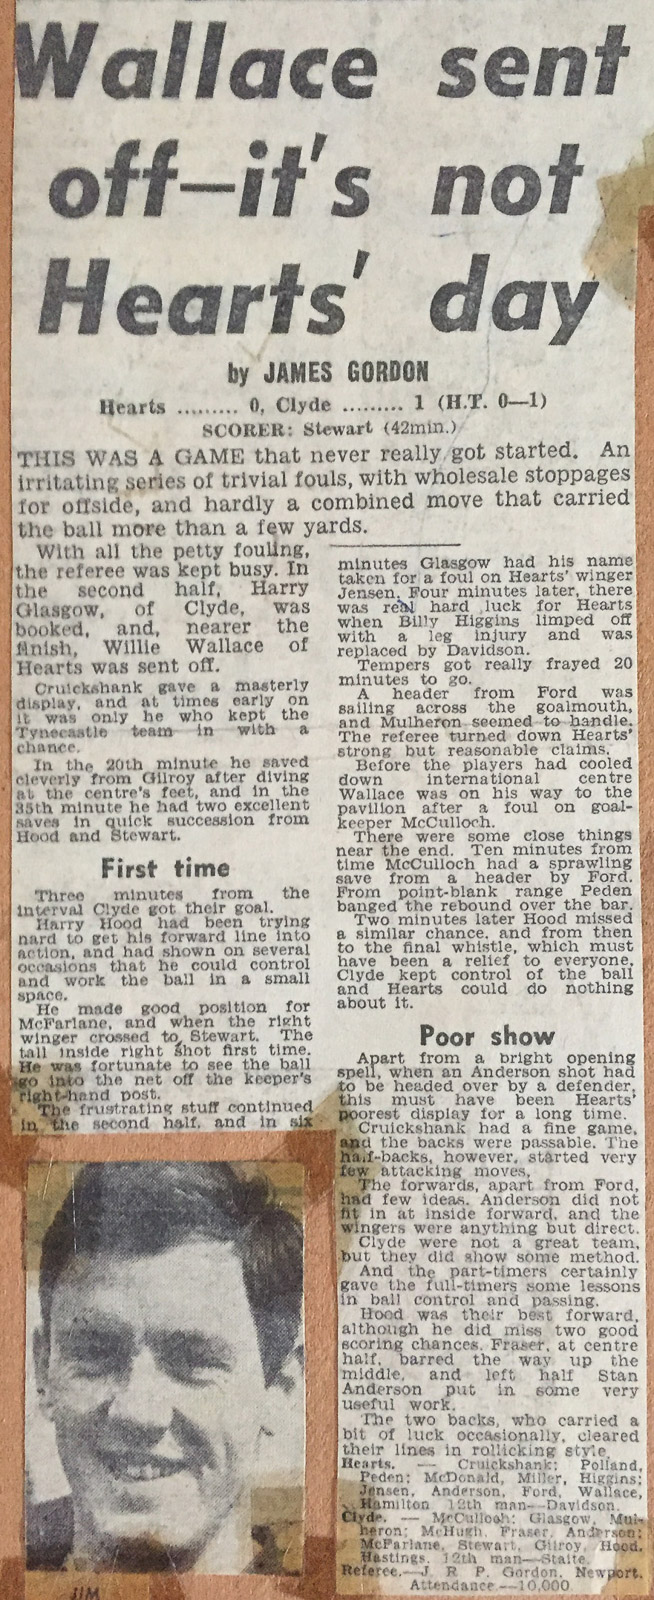 Wallace sent
off—it's not
Hearts' day
by JAMES GORDON
Hearts ......... 0, Clyde ......... 1 (H.T. 0—1)
SCORER: Stewart (42min.)
THIS WAS A GAME that never really got started. An
irritating series of trivial fouls, with wholesale stoppages
for offside, and hardly a combined move that carried
the ball more than a few yards.
With all the petty fouling,
the referee was kept busy. In
the second half, Harry
Glasgow, of Clyde, was
booked, and, nearer the
finish, Willie Wallace of
Hearts was sent off.
Cruickshank gave a masterly
display, and at times early on
it was only he who kept the
Tynecastle team in with a
chance.
In the 20th minute he saved
cleverly from Gilroy after diving
at the centre's feet, and in the
35th minute he had two excellent
saves in quick succession from
Hood and Stewart.
First time
Three minutes from the
interval Clyde got their goal.
Harry Hood had been trying
hard to get his forward line into
action, and had shown on several
occasions that he could control
and work the ball in a small
space.
He made good position for
McFarlane, and when the right
winger crossed to Stewart. The
tall inside right shot first time.
He was fortunate to see the ball
go into the net off the keeper's
right-hand post.
The frustrating stuff continued
in the second half, and in six
minutes Glasgow had his name
taken for a foul on Hearts' winger
Jensen. Four minutes later, there
was real hard luck for Hearts
when Billy Higgins limped off
with a leg injury and was
replaced by Davidson.
Tempers got really frayed 20
minutes to go.
A header from Ford was
sailing across the goalmouth,
and Mulheron seemed to handle.
The referee turned down Hearts'
strong but reasonable claims.
Before the players had cooled
down international centre
Wallace was on his way to the
pavilion after a foul on goal-
keeper McCulloch.
There were some close things
near the end. Ten minutes from
time McCulloch had a sprawling
save from a header by Ford.
From point-blank range Peden
banged the rebound over the bar.
Two minutes later Hood missed
a similar chance, and from then
to the final whistle, which must
have been a relief to everyone,
Clyde kept control of the ball
and Hearts could do nothing
about it.
Poor show
Apart from a bright opening
spell, when an Anderson shot had
to be headed over by a defender,
this must have been Hearts'
poorest display for a long time.
Cruickshank had a fine game,
and the backs were passable. The
half-backs, however, started very
few attacking moves.
The forwards, apart from Ford,
had few ideas. Anderson did not
fit in at inside forward, and the
wingers were anything but direct.
Clyde were not a great team,
but they did show some method.
And the part-timers certainly
gave the full-timers some lessons
in ball control and passing.
Hood was their best forward,
although he did miss two good
scoring chances. Fraser, at centre
half, barred the way up the
middle, and left half Stan
Anderson put in some very
useful work.
The two backs, who carried a
bit of luck occasionally, cleared
their lines in rollicking style.
Hearts. — Cruickshank; Polland,
Peden; McDonald, Miller, Higgins;
Jensen, Anderson, Ford, Wallace,
Hamilton 12th man—Davidson.
Clyde. — McCulloch; Glasgow, Mul-
heron; McHugh, Fraser, Anderson;
McFarlane, Stewart, Gilroy, Hood,
Hastings. 12th man—Staite.
Referee.—J. R. P. Gordon, Newport.
Attendance.—10,000.
JIM